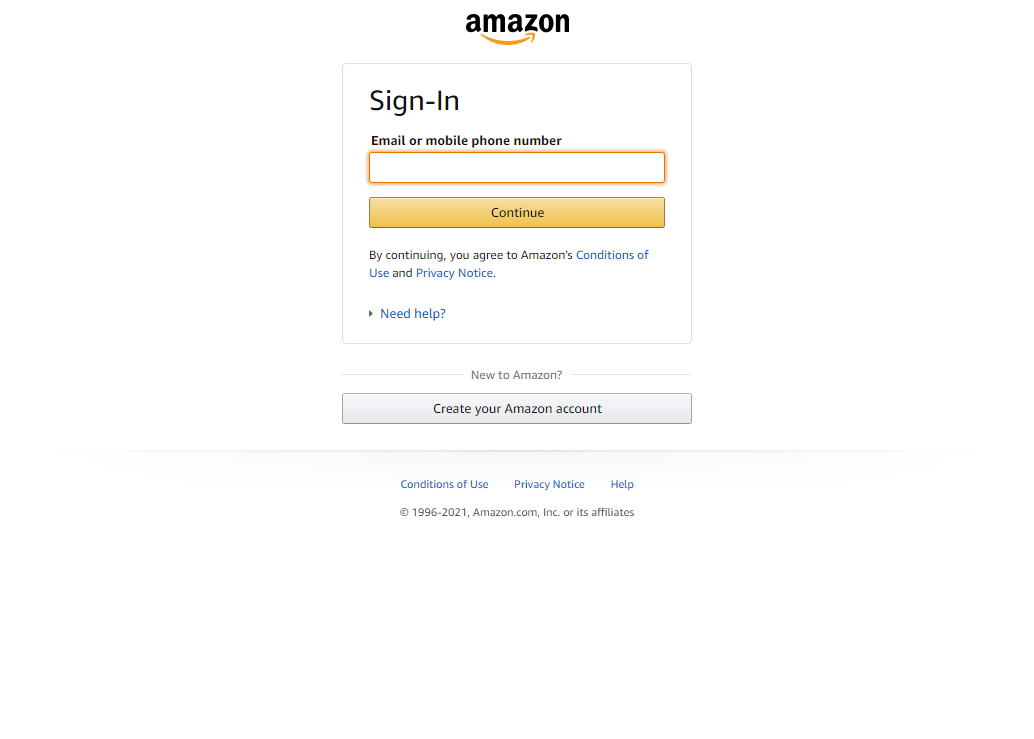 amazon
Sign-In
Email or mobile phone number
Continue
By continuing, you agree to Amazon's Conditions of
Use and Privacy Notice.
Need help?
New to Amazon?
Create your Amazon account
Conditions of Use Privacy Notice Help
© 1996-2021, Amazon.com, Inc. or its affiliates